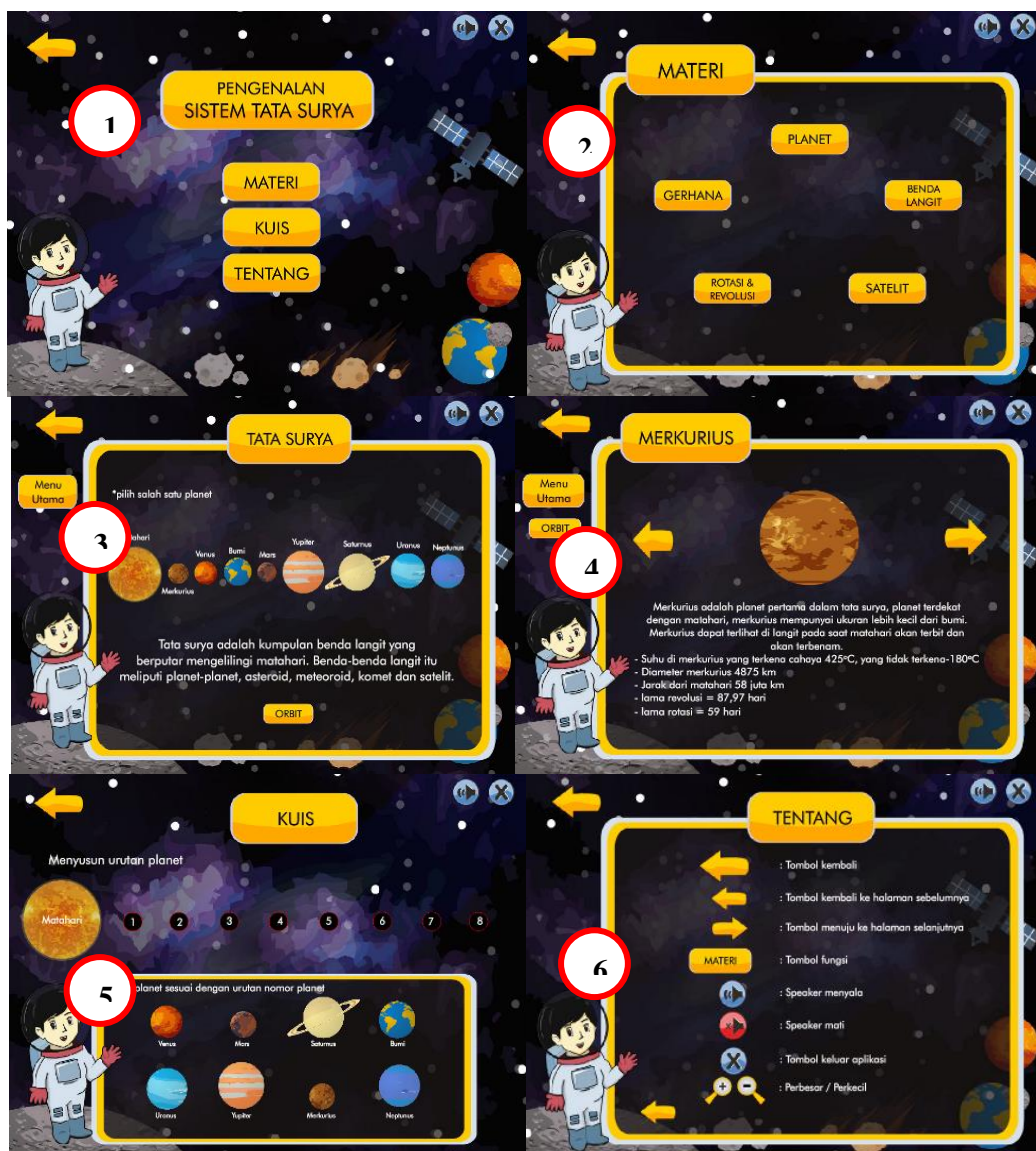 1
PENGENALAN
SISTEM TATA SURYA
MATERI
KUIS
TENTANG
2
MATERI
PLANET
GERHANA
BENDA
LANGIT
ROTASI &
REVOLUSI
SATELIT
3
TATA SURYA
Menu
Utama
*pilih salah satu planet
Merkurius
Venus
Bumi
Mars
Yupiter
Saturnus
Uranus
Neptunus
Tata surya adalah kumpulan benda langit yang
berputar mengelilingi matahari. Benda-benda langit itu
meliputi planet-planet, asteroid, meteoroid, komet dan satelit.
ORBIT
4
MERKURIUS
Menu
Utama
ORBIT
Merkurius adalah planet pertama dalam tata surya, planet terdekat
dengan matahari, merkurius mempunyai ukuran lebih kecil dari bumi.
Merkurius dapat terlihat di langit pada saat matahari akan terbit dan
akan terbenam.
- Suhu di merkurius yang terkena cahaya 425°C, yang tidak terkena-180°C
- Diameter merkurius 4875 km
- Jarak dari matahari 58 juta km
- lama revolusi = 87,97 hari
- lama rotasi = 59 hari
5
KUIS
Menyusun urutan planet
Matahari
1 2 3 4 5 6 7 8
planet sesuai dengan urutan nomor planet
Venus Mars Saturnus Bumi
Uranus Yupiter Merkurius Neptunus
6
TENTANG
: Tombol kembali
: Tombol kembali ke halaman sebelumnya
: Tombol menuju ke halaman selanjutnya
MATERI : Tombol fungsi
: Speaker menyala
: Speaker mati
: Tombol keluar aplikasi
: Perbesar / Perkecil